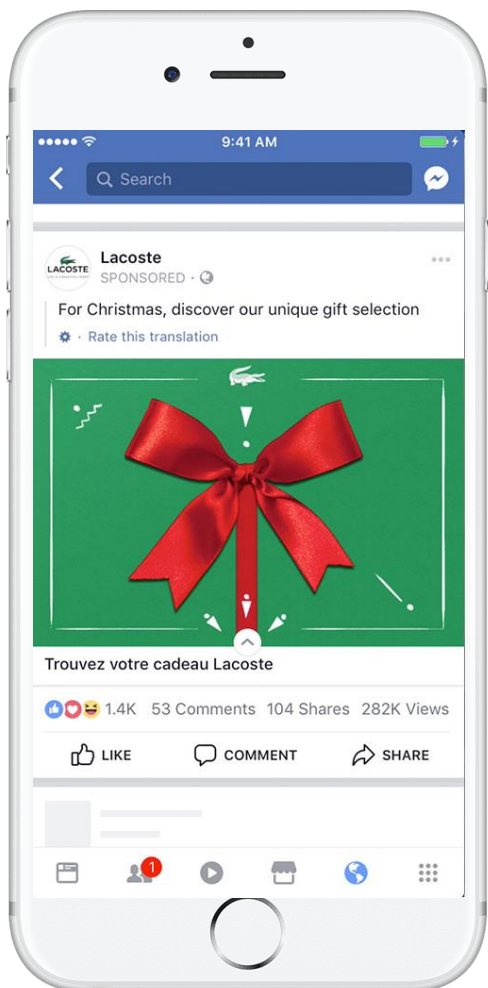 9:41 AM
Search
Lacoste
SPONSORED ·
LACOSTE
For Christmas, discover our unique gift selection
· Rate this translation
Trouvez votre cadeau Lacoste
1.4K 53 Comments 104 Shares 282K Views
LIKE COMMENT SHARE
1